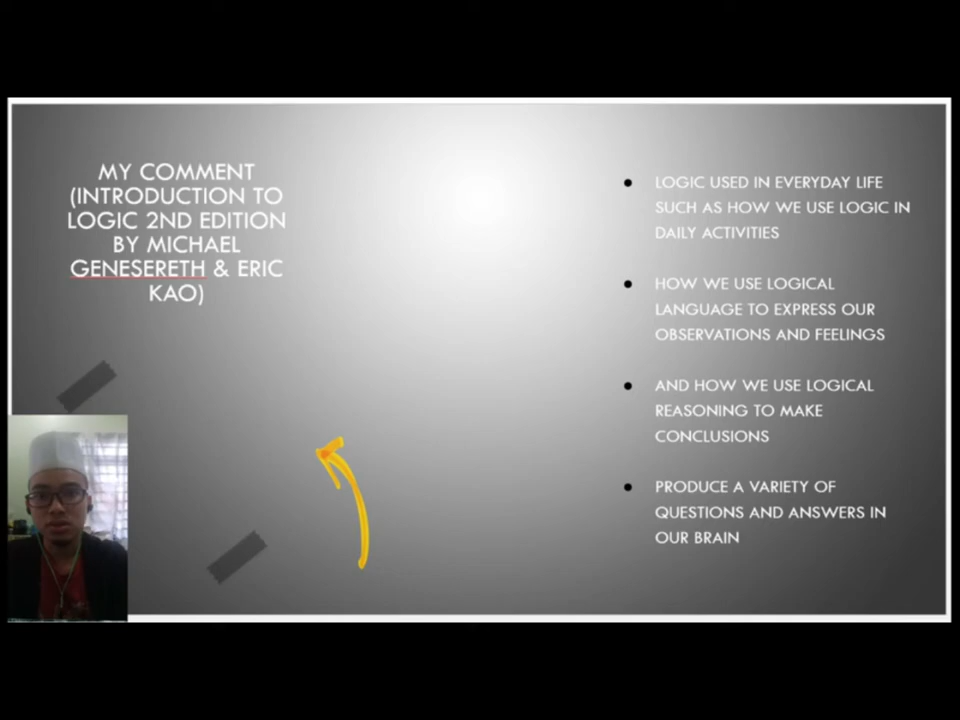 MY COMMENT
(INTRODUCTION TO
LOGIC 2ND EDITION
BY MICHAEL
GENESERETH & ERIC
KAO)
LOGIC USED IN EVERYDAY LIFE
SUCH AS HOW WE USE LOGIC IN
DAILY ACTIVITIES
HOW WE USE LOGICAL
LANGUAGE TO EXPRESS OUR
OBSERVATIONS AND FEELINGS
AND HOW WE USE LOGICAL
REASONING TO MAKE
CONCLUSIONS
PRODUCE A VARIETY OF
QUESTIONS AND ANSWERS IN
OUR BRAIN